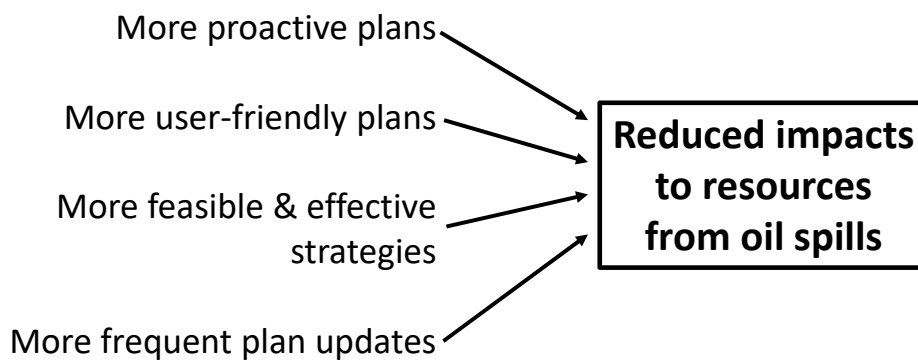 More proactive plans
More user-friendly plans
More feasible & effective
strategies
More frequent plan updates
Reduced impacts
to resources
from oil spills